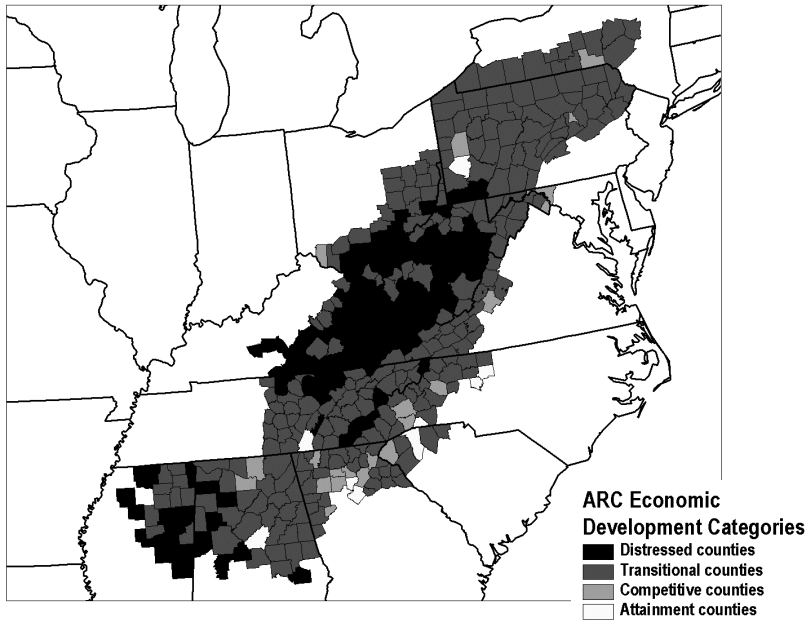 ARC Economic
Development Categories
Distressed counties
Transitional counties
Competitive counties
Attainment counties